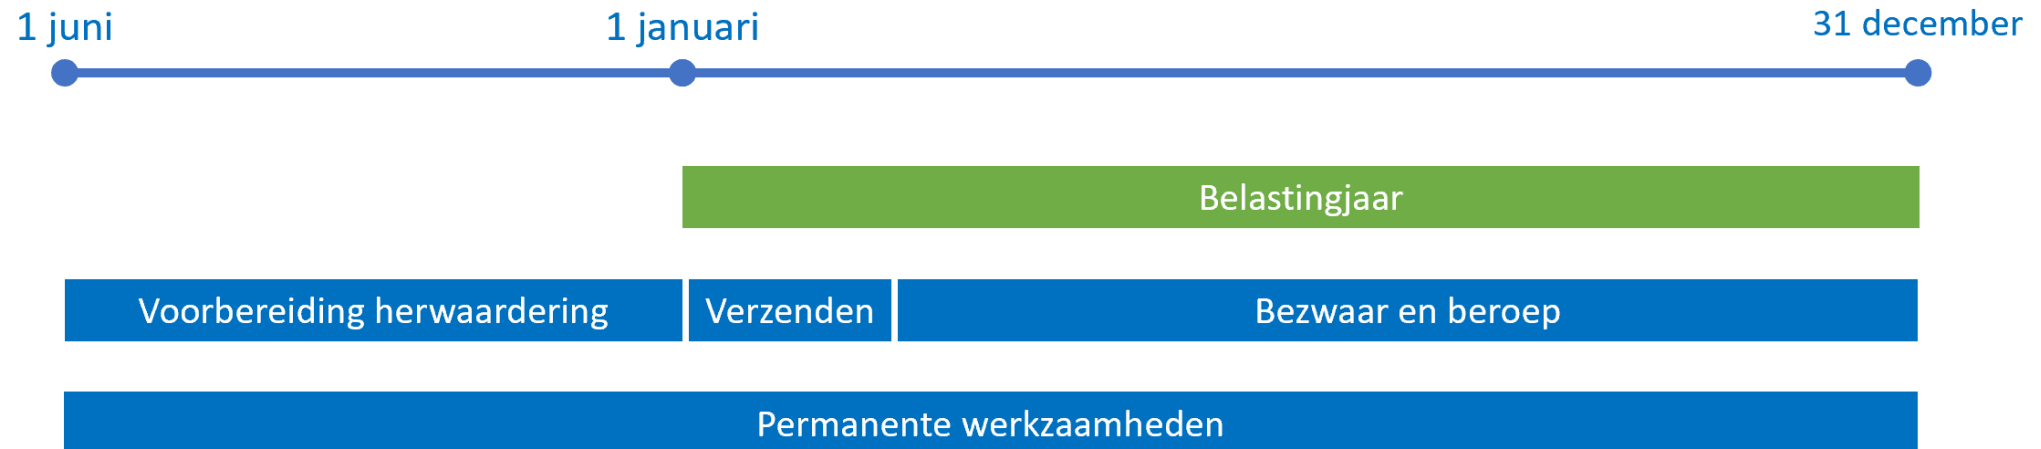 1 juni
1 januari
31 december
Belastingjaar
Voorbereiding herwaardering
Verzenden
Bezwaar en beroep
Permanente werkzaamheden